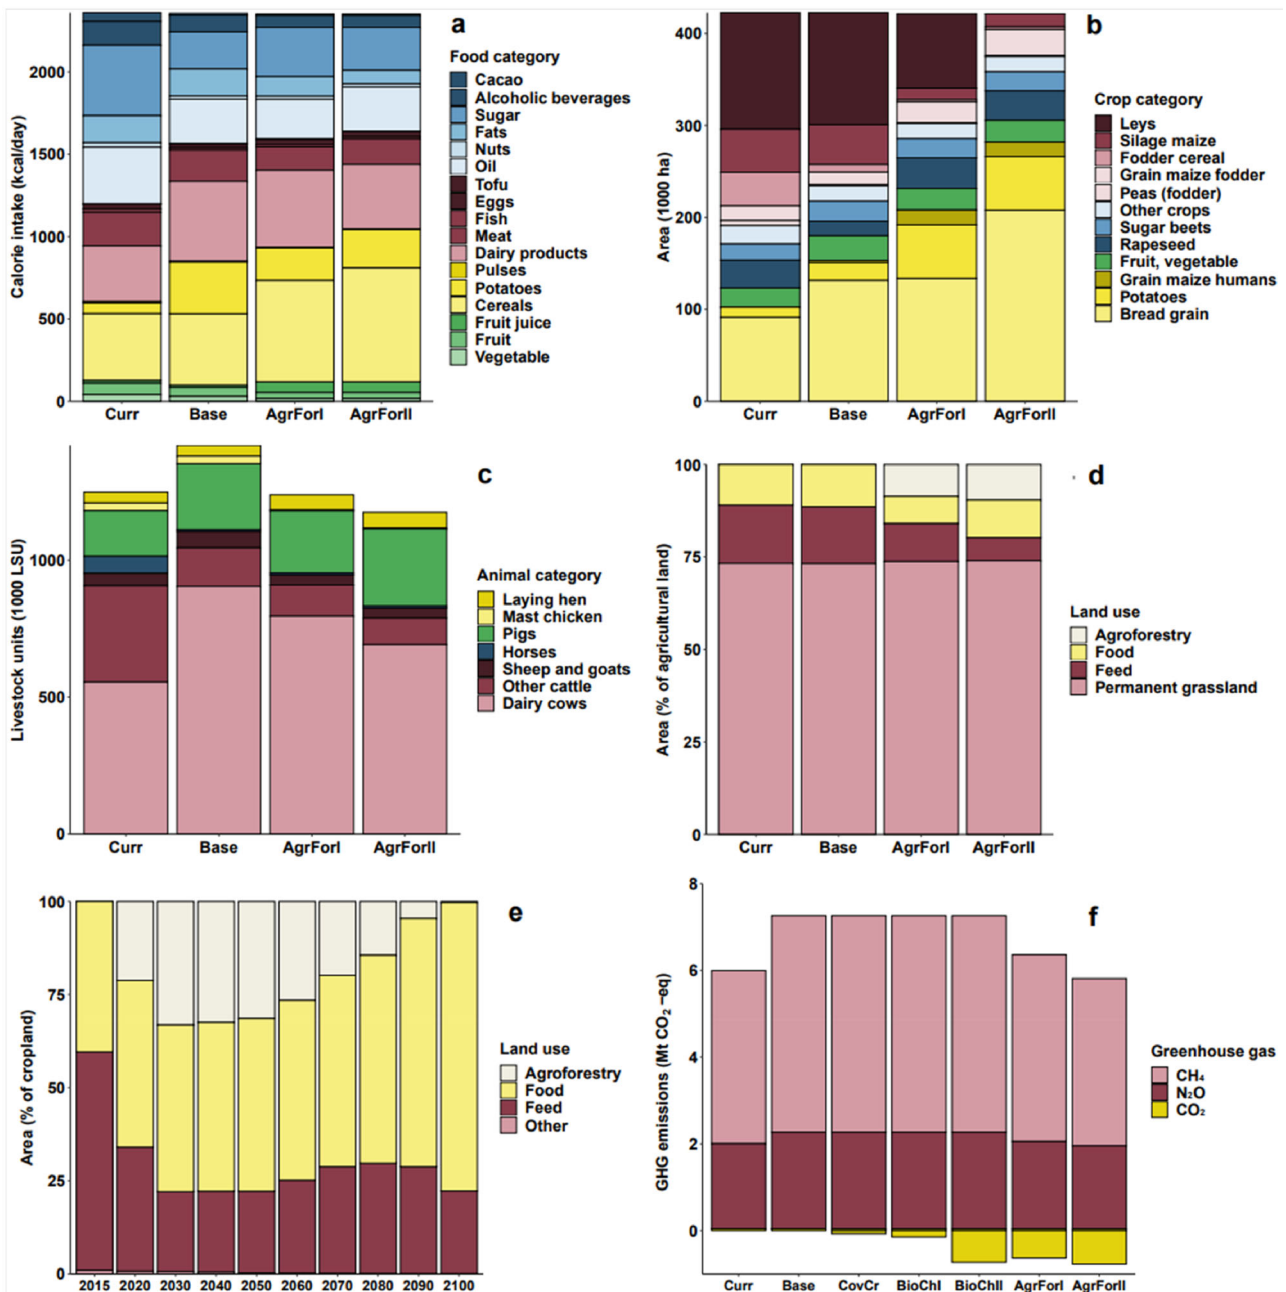 a
Calorie intake (kcal/day)
2000
1500
1000
500
0
Curr Base AgrForI AgrForII
Food category
Cacao
Alcoholic beverages
Sugar
Fats
Nuts
Oil
Tofu
Eggs
Fish
Meat
Dairy products
Pulses
Potatoes
Cereals
Fruit juice
Fruit
Vegetable
b
Area (1000 ha)
400
300
200
100
0
Curr Base AgrForI AgrForII
Crop category
Leys
Silage maize
Fodder cereal
Grain maize fodder
Peas (fodder)
Other crops
Sugar beets
Rapeseed
Fruit, vegetable
Grain maize humans
Potatoes
Bread grain
c
Livestock units (1000 LSU)
1000
500
0
Curr Base AgrForI AgrForII
Animal category
Laying hen
Mast chicken
Pigs
Horses
Sheep and goats
Other cattle
Dairy cows
d
Area (% of agricultural land)
100
75
50
25
0
Curr Base AgrForI AgrForII
Land use
Agroforestry
Food
Feed
Permanent grassland
e
Area (% of cropland)
100
75
50
25
0
2015 2020 2030 2040 2050 2060 2070 2080 2090 2100
Land use
Agroforestry
Food
Feed
Other
f
GHG emissions (Mt CO₂ −eq)
8
6
4
2
0
Curr Base CovCr BioChI BioChII AgrForI AgrForII
Greenhouse gas
CH₄
N₂O
CO₂